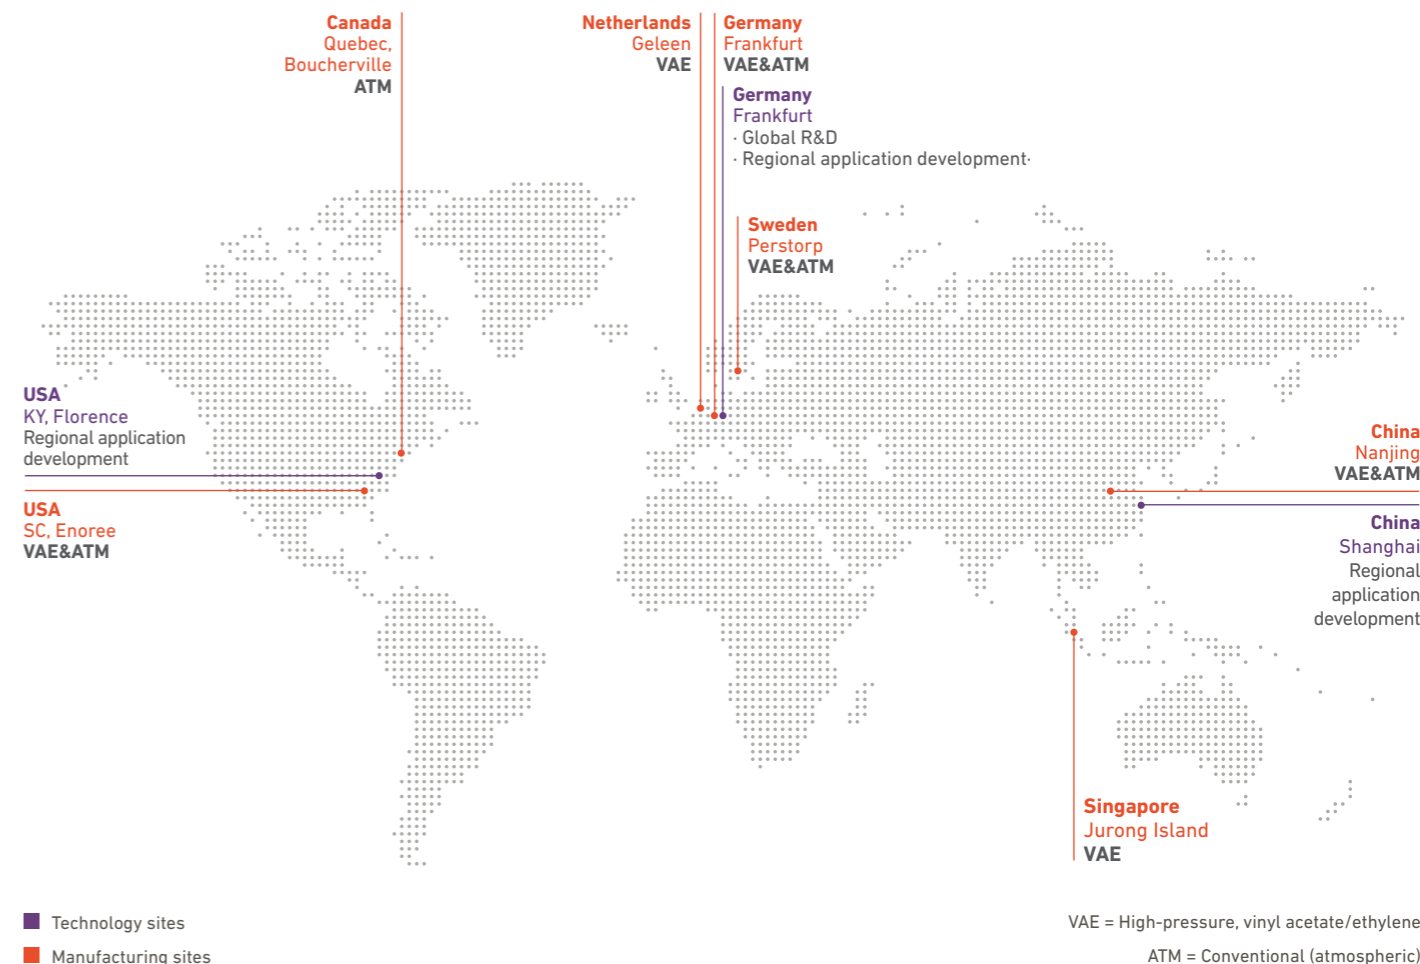 Canada
Quebec,
Boucherville
ATM
Netherlands
Geleen
VAE
Germany
Frankfurt
VAE&ATM
Germany
Frankfurt
· Global R&D
· Regional application development·
Sweden
Perstorp
VAE&ATM
USA
KY, Florence
Regional application
development
USA
SC, Enoree
VAE&ATM
China
Nanjing
VAE&ATM
China
Shanghai
Regional
application
development
Singapore
Jurong Island
VAE
Technology sites
Manufacturing sites
VAE = High-pressure, vinyl acetate/ethylene
ATM = Conventional (atmospheric)